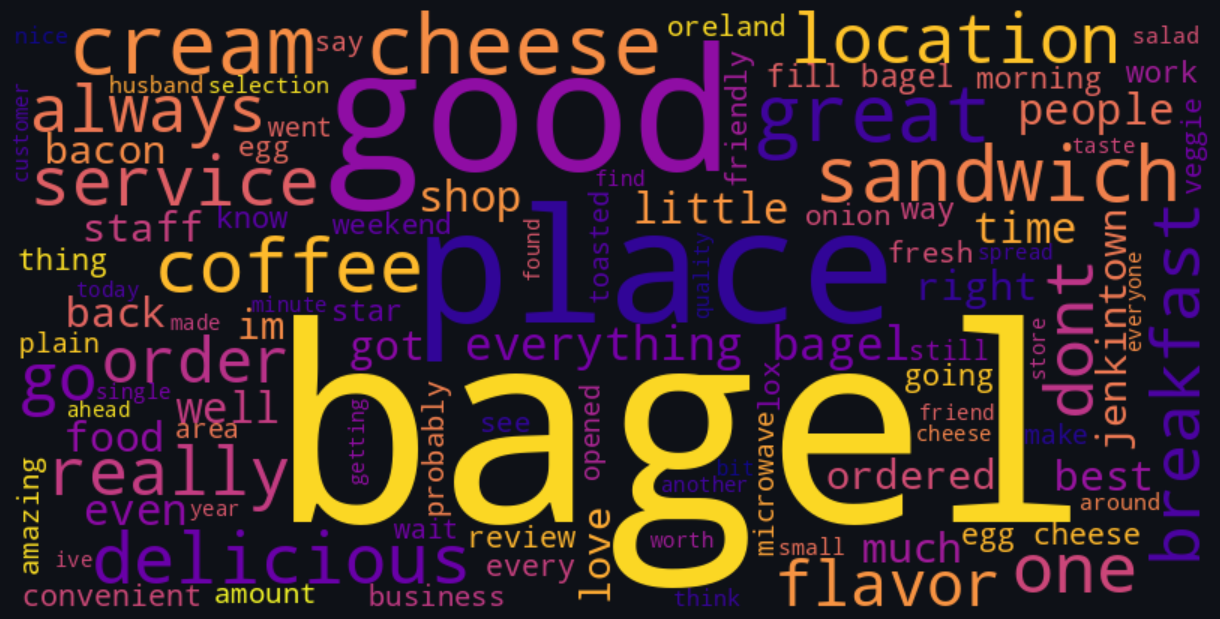 nice
cream cheese
say
oreland
location
salad
husband
selection
fill bagel
morning
work
customer
always
went
good
friendly
great
people
veggie
bacon
egg
taste
service
shop
find
sandwich
staff
know
weekend
found
toasted
little
onion
way
time
thing
coffee
place
quality
fresh
spread
today
minute
star
right
dont
jenkintown
everyone
breakfast
back
made
im
plain
order
got
everything bagel
still
store
go
single
bagel
lox
going
ahead
well
getting
probably
see
opened
microwave
friend
cheese
make
food
area
really
bit
another
ordered
best
amazing
even
year
wait
review
love
worth
around
egg cheese
ive
delicious
every
small
much
one
convenient
amount
business
think
flavor